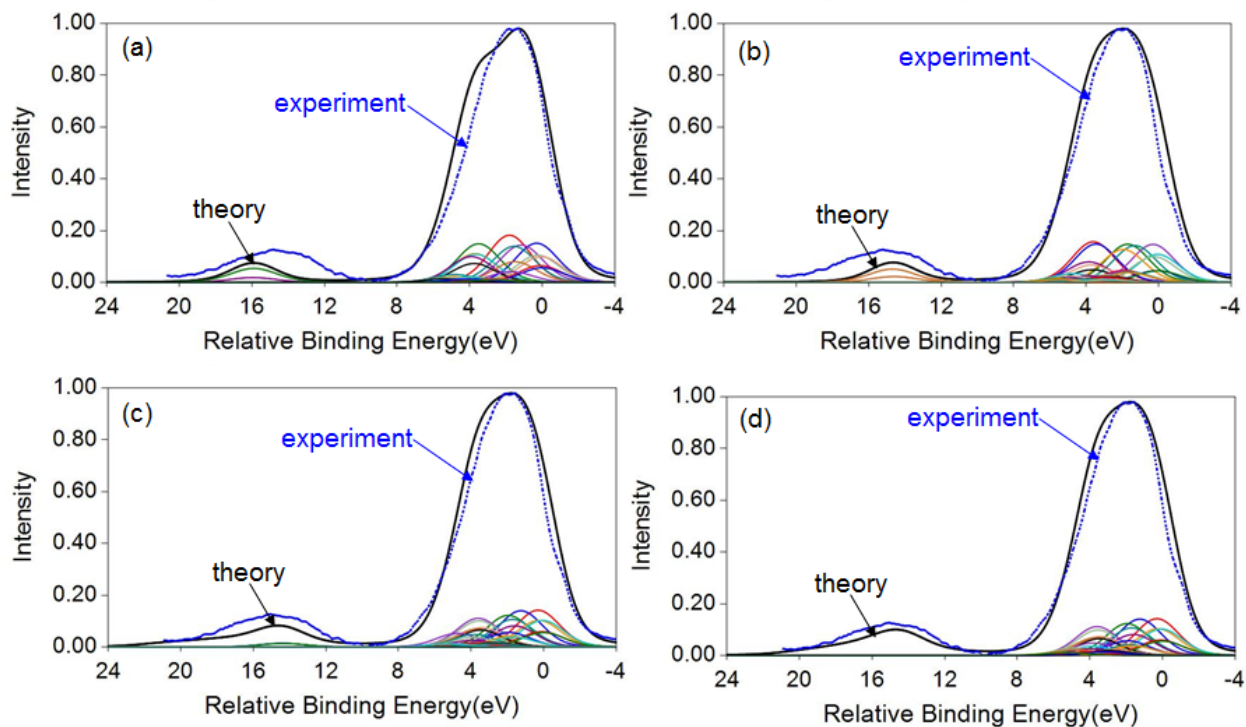 (a)
experiment
theory
Intensity
1.00
0.80
0.60
0.40
0.20
0.00
24 20 16 12 8 4 0 -4
Relative Binding Energy(eV)
(b)
experiment
theory
Intensity
1.00
0.80
0.60
0.40
0.20
0.00
24 20 16 12 8 4 0 -4
Relative Binding Energy(eV)
(c)
experiment
theory
Intensity
1.00
0.80
0.60
0.40
0.20
0.00
24 20 16 12 8 4 0 -4
Relative Binding Energy(eV)
(d)
experiment
theory
Intensity
1.00
0.80
0.60
0.40
0.20
0.00
24 20 16 12 8 4 0 -4
Relative Binding Energy(eV)